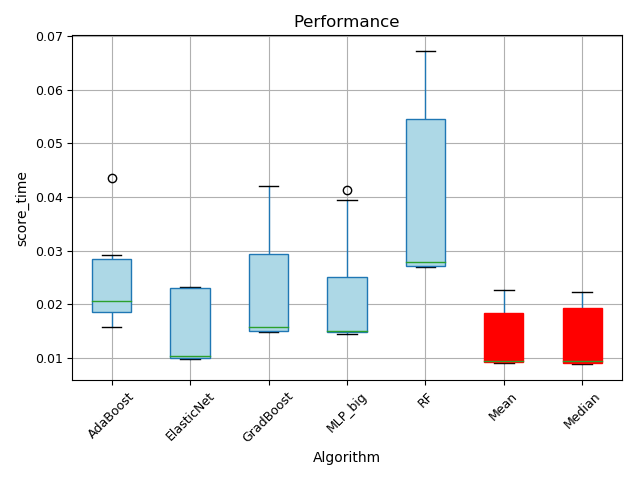 Performance
0.07
0.06
0.05
0.04
0.03
0.02
0.01
score_time
AdaBoost
ElasticNet
GradBoost
MLP_big
RF
Mean
Median
Algorithm